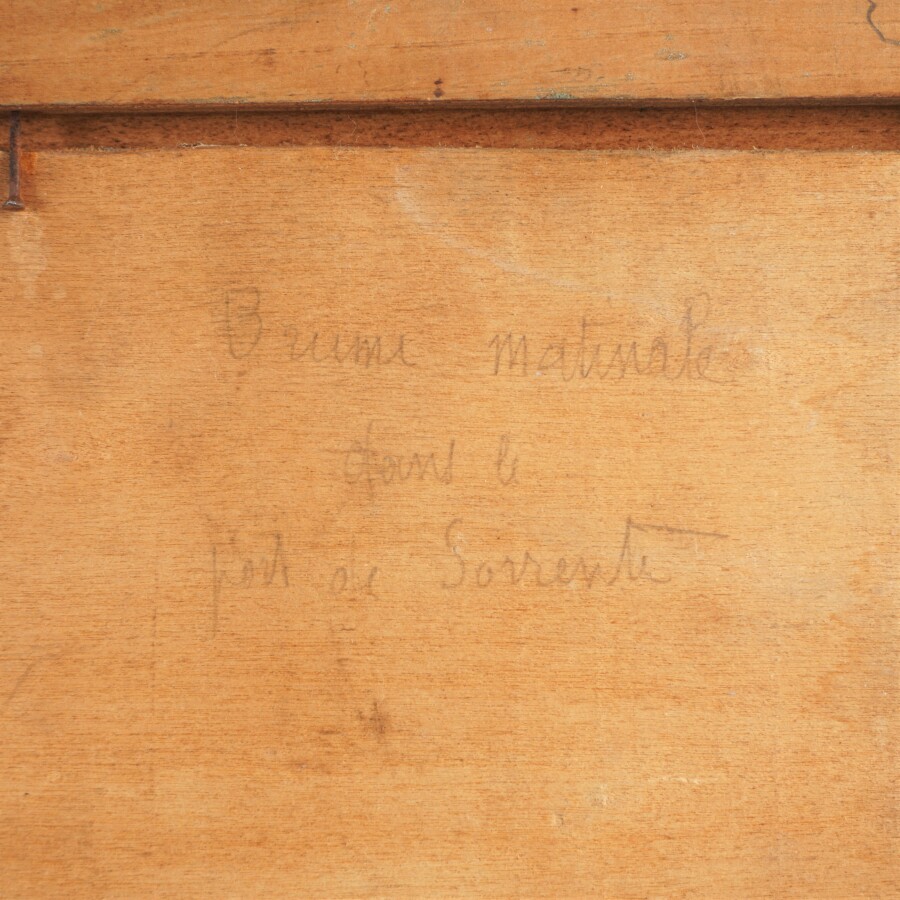 Brume matinale
dans le
port de Sorrente